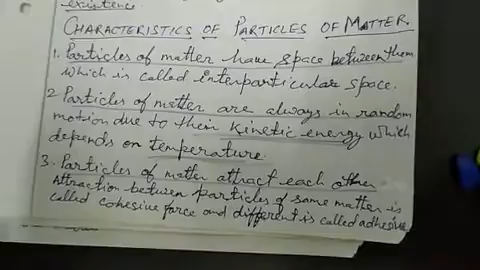 existence
CHARACTERISTICS OF PARTICLES OF MATTER.
1. Particles of matter have space between them
which is called interparticular space.
2 Particles of matter are always in random
motion due to their kinetic energy which
depends on temperature.
3. Particles of matter attract each other
Attraction between particles of same matter is
called cohesive force and different is called adhesive